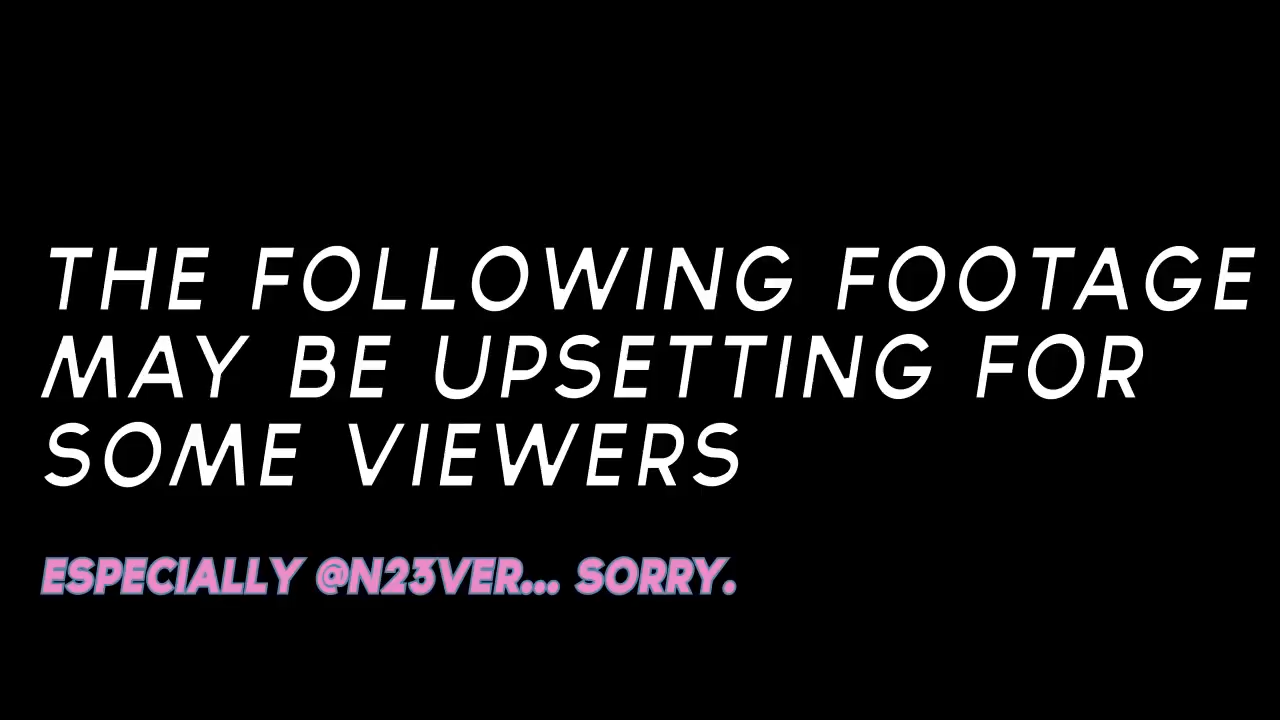 THE FOLLOWING FOOTAGE
MAY BE UPSETTING FOR
SOME VIEWERS
ESPECIALLY @N23VER... SORRY.